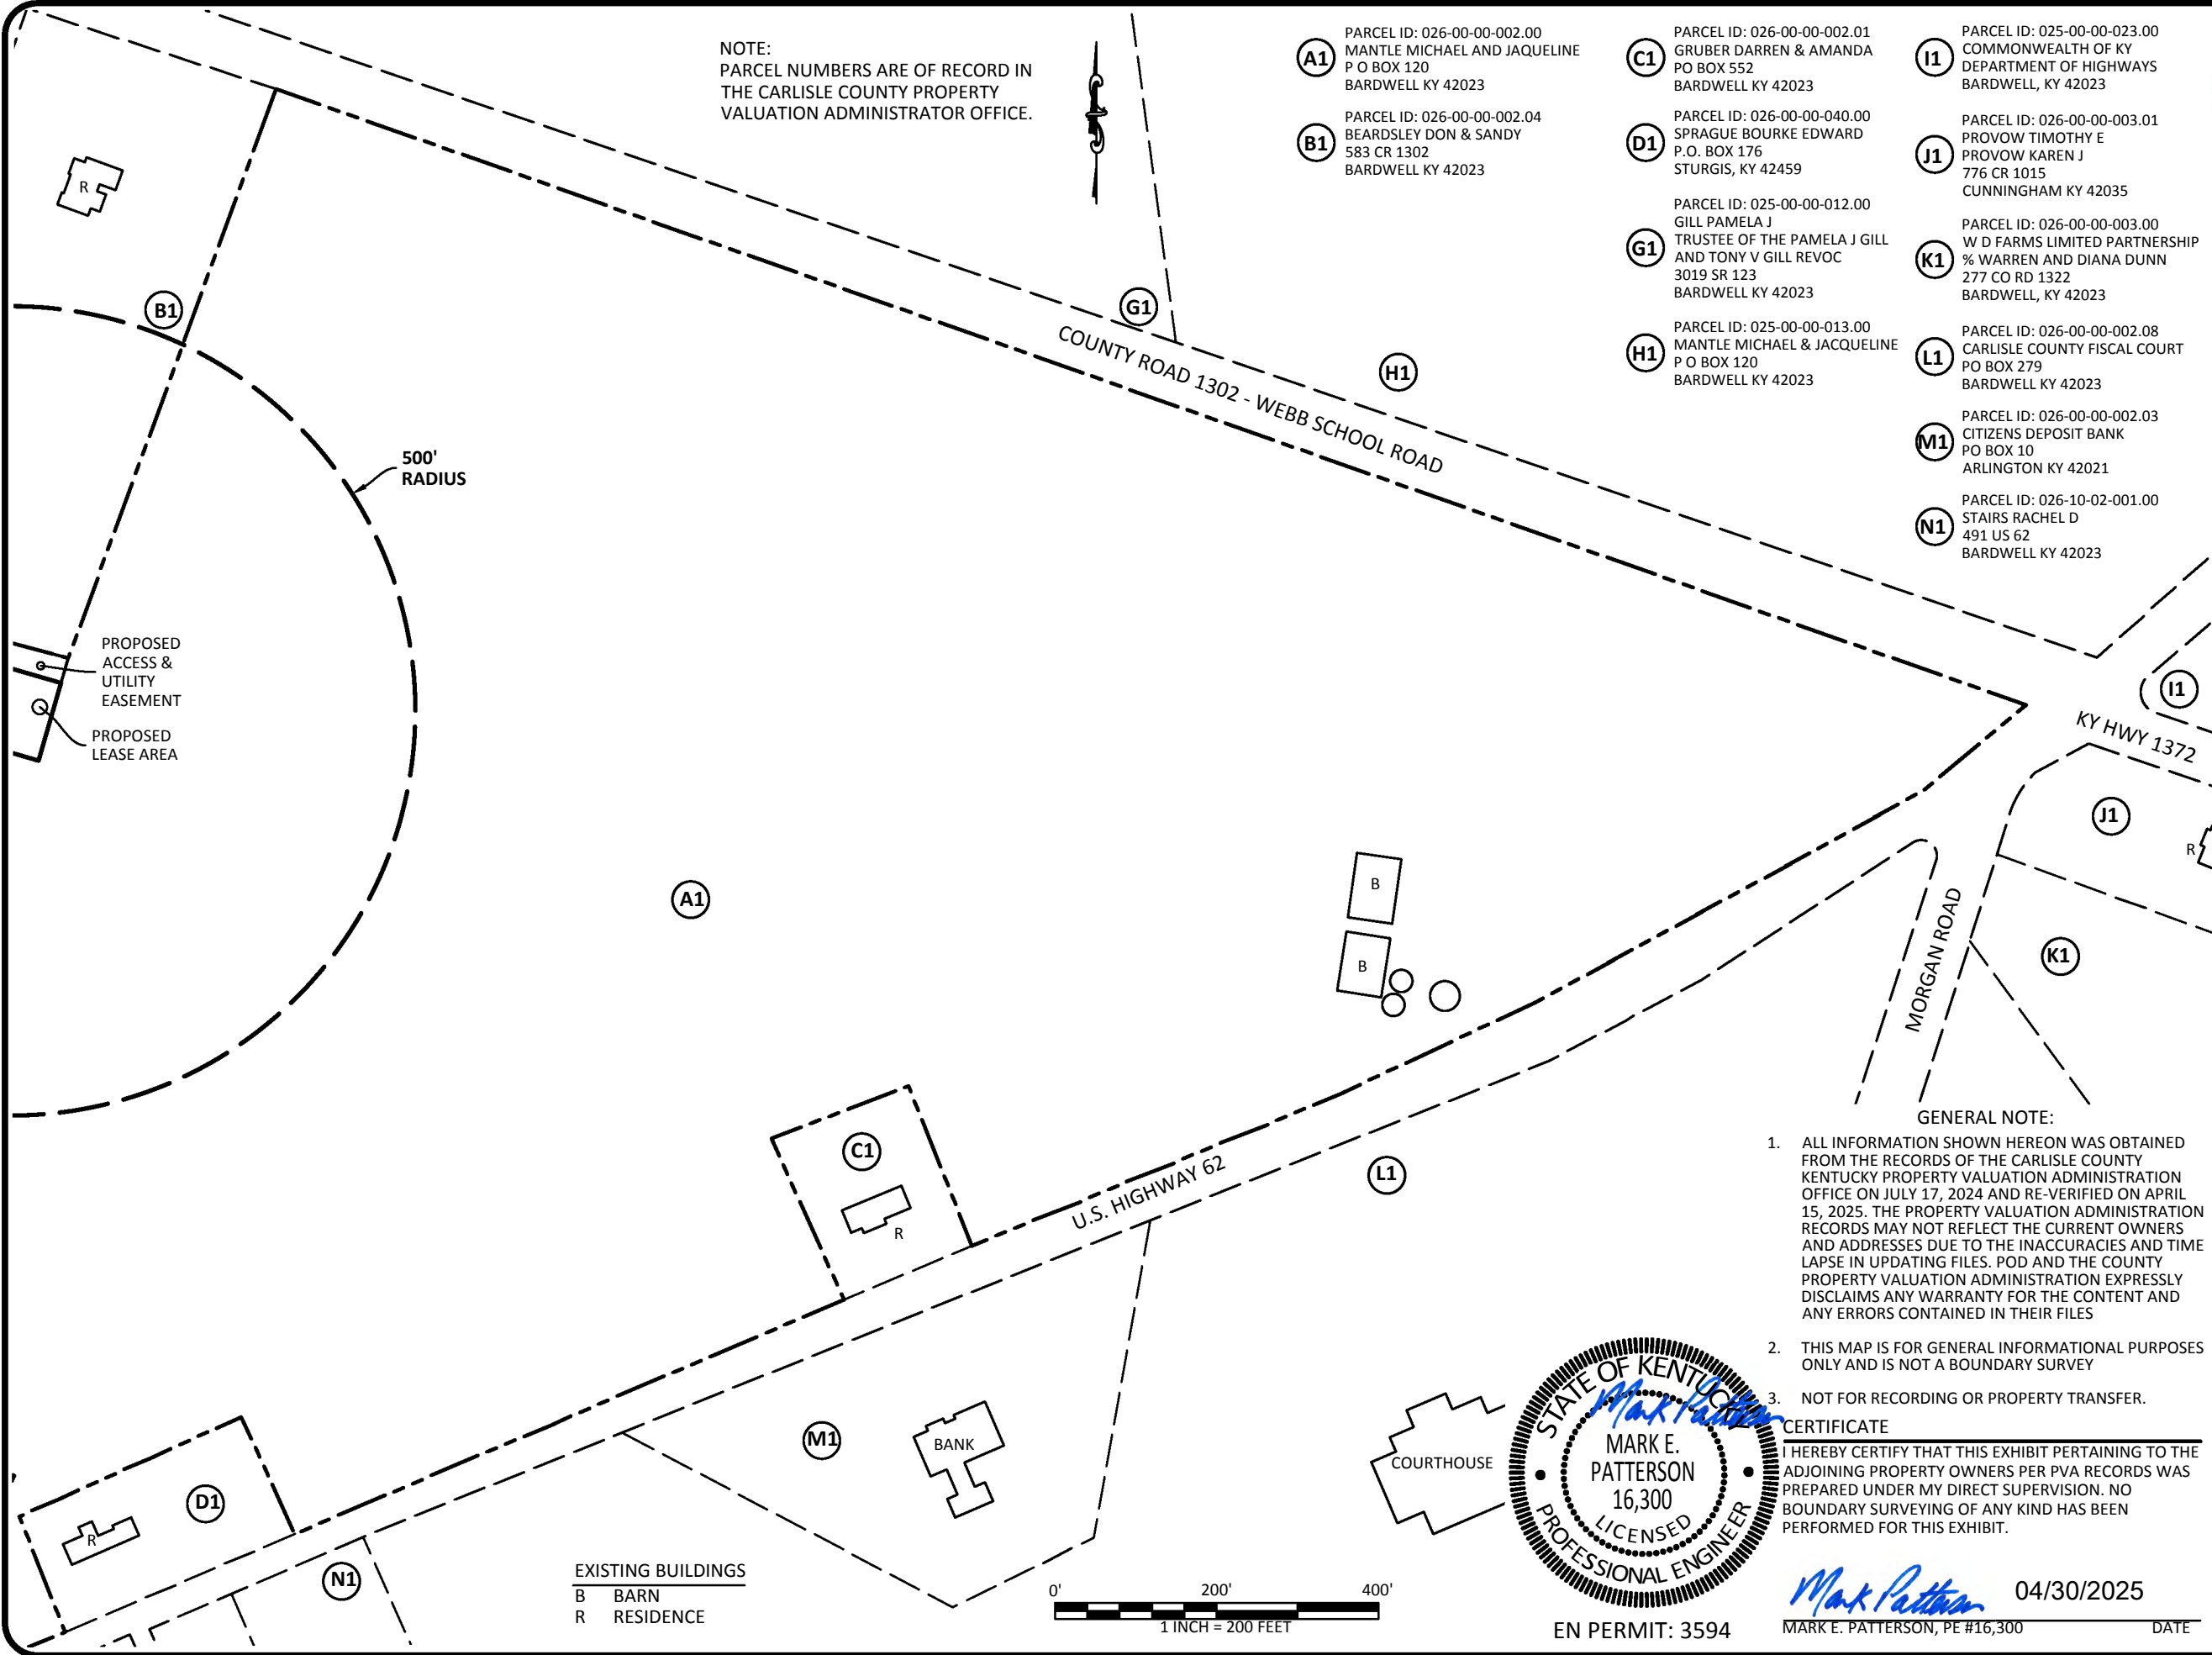 NOTE:
PARCEL NUMBERS ARE OF RECORD IN
THE CARLISLE COUNTY PROPERTY
VALUATION ADMINISTRATOR OFFICE.
A1
PARCEL ID: 026-00-00-002.00
MANTLE MICHAEL AND JAQUELINE
P O BOX 120
BARDWELL KY 42023
B1
PARCEL ID: 026-00-00-002.04
BEARDSLEY DON & SANDY
583 CR 1302
BARDWELL KY 42023
C1
PARCEL ID: 026-00-00-002.01
GRUBER DARREN & AMANDA
PO BOX 552
BARDWELL KY 42023
D1
PARCEL ID: 026-00-00-040.00
SPRAGUE BOURKE EDWARD
P.O. BOX 176
STURGIS, KY 42459
G1
PARCEL ID: 025-00-00-012.00
GILL PAMELA J
TRUSTEE OF THE PAMELA J GILL
AND TONY V GILL REVOC
3019 SR 123
BARDWELL KY 42023
H1
PARCEL ID: 025-00-00-013.00
MANTLE MICHAEL & JACQUELINE
P O BOX 120
BARDWELL KY 42023
I1
PARCEL ID: 025-00-00-023.00
COMMONWEALTH OF KY
DEPARTMENT OF HIGHWAYS
BARDWELL, KY 42023
J1
PARCEL ID: 026-00-00-003.01
PROVOW TIMOTHY E
PROVOW KAREN J
776 CR 1015
CUNNINGHAM KY 42035
K1
PARCEL ID: 026-00-00-003.00
W D FARMS LIMITED PARTNERSHIP
% WARREN AND DIANA DUNN
277 CO RD 1322
BARDWELL, KY 42023
L1
PARCEL ID: 026-00-00-002.08
CARLISLE COUNTY FISCAL COURT
PO BOX 279
BARDWELL KY 42023
M1
PARCEL ID: 026-00-00-002.03
CITIZENS DEPOSIT BANK
PO BOX 10
ARLINGTON KY 42021
N1
PARCEL ID: 026-10-02-001.00
STAIRS RACHEL D
491 US 62
BARDWELL KY 42023
R
B1
G1
COUNTY ROAD 1302 - WEBB SCHOOL ROAD
H1
500'
RADIUS
PROPOSED
ACCESS &
UTILITY
EASEMENT
PROPOSED
LEASE AREA
I1
KY HWY 1372
J1
R
A1
B
B
MORGAN ROAD
K1
C1
R
U.S. HIGHWAY 62
L1
M1
BANK
COURTHOUSE
D1
R
N1
EXISTING BUILDINGS
B BARN
R RESIDENCE
0' 200' 400'
1 INCH = 200 FEET
GENERAL NOTE:
1. ALL INFORMATION SHOWN HEREON WAS OBTAINED
FROM THE RECORDS OF THE CARLISLE COUNTY
KENTUCKY PROPERTY VALUATION ADMINISTRATION
OFFICE ON JULY 17, 2024 AND RE-VERIFIED ON APRIL
15, 2025. THE PROPERTY VALUATION ADMINISTRATION
RECORDS MAY NOT REFLECT THE CURRENT OWNERS
AND ADDRESSES DUE TO THE INACCURACIES AND TIME
LAPSE IN UPDATING FILES. POD AND THE COUNTY
PROPERTY VALUATION ADMINISTRATION EXPRESSLY
DISCLAIMS ANY WARRANTY FOR THE CONTENT AND
ANY ERRORS CONTAINED IN THEIR FILES
2. THIS MAP IS FOR GENERAL INFORMATIONAL PURPOSES
ONLY AND IS NOT A BOUNDARY SURVEY
3. NOT FOR RECORDING OR PROPERTY TRANSFER.
CERTIFICATE
I HEREBY CERTIFY THAT THIS EXHIBIT PERTAINING TO THE
ADJOINING PROPERTY OWNERS PER PVA RECORDS WAS
PREPARED UNDER MY DIRECT SUPERVISION. NO
BOUNDARY SURVEYING OF ANY KIND HAS BEEN
PERFORMED FOR THIS EXHIBIT.
STATE OF KENTUCKY
Mark Patterson
MARK E.
PATTERSON
16,300
LICENSED
PROFESSIONAL ENGINEER
EN PERMIT: 3594
Mark Patterson 04/30/2025
MARK E. PATTERSON, PE #16,300 DATE